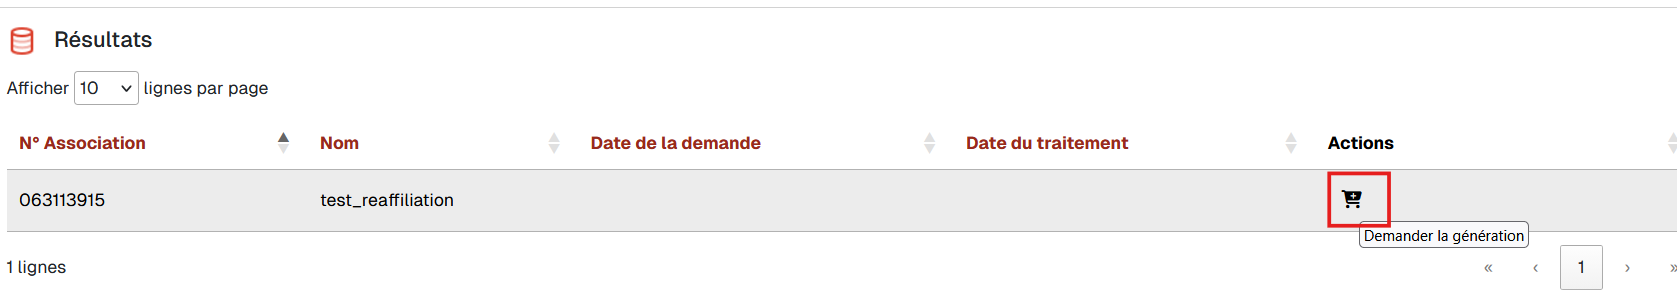 Résultats
Afficher 10 lignes par page
N° Association Nom Date de la demande Date du traitement Actions
063113915 test_reaffiliation
Demander la génération
1 lignes « ‹ 1 › »